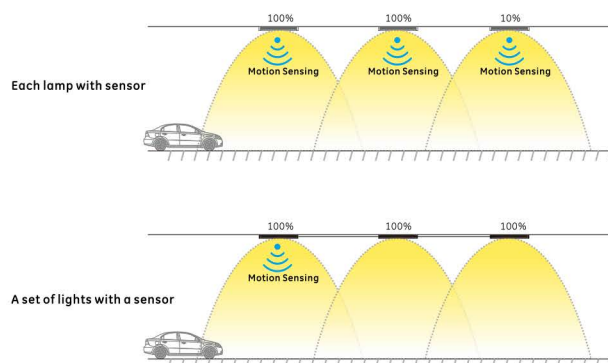 100% 100% 10%
Motion Sensing Motion Sensing Motion Sensing
Each lamp with sensor
100% 100% 100%
Motion Sensing
A set of lights with a sensor